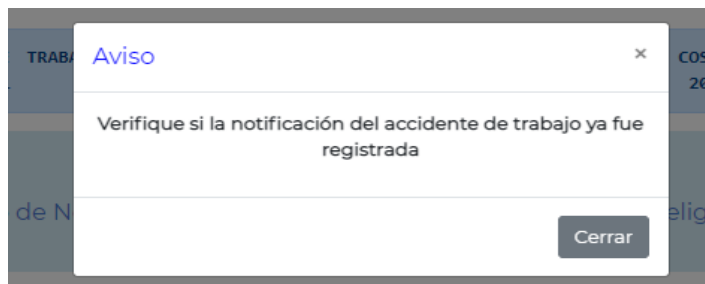 Aviso
×
Verifique si la notificación del accidente de trabajo ya fue
registrada
Cerrar